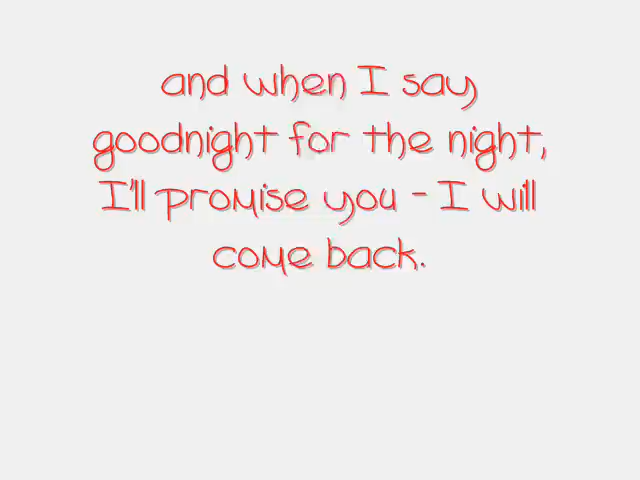 and when I say
goodnight for the night,
I'll promise you - I will
come back.